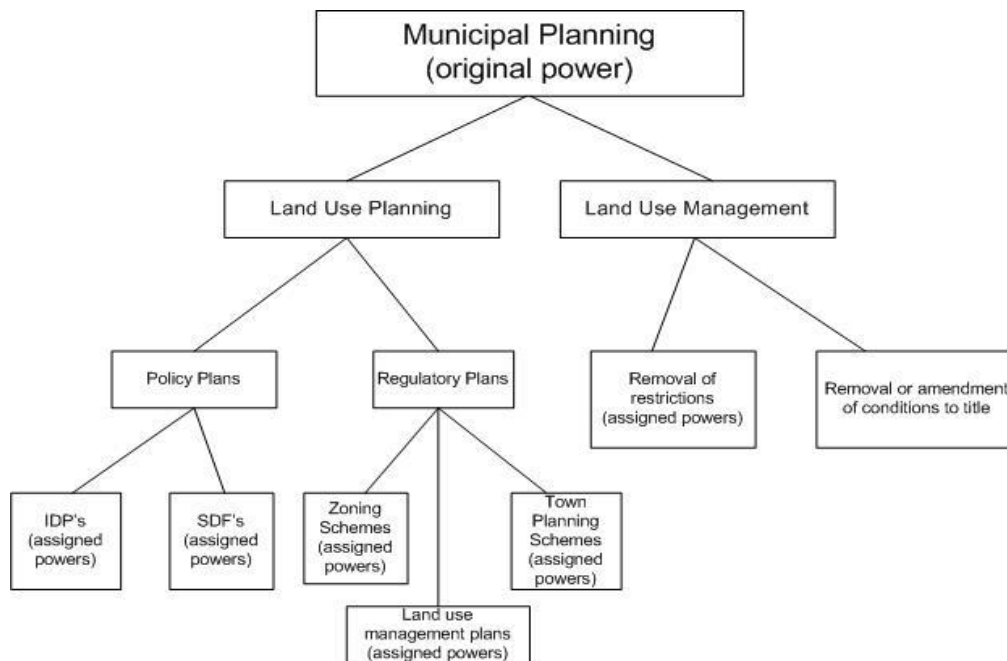 Municipal Planning
(original power)
Land Use Planning
Land Use Management
Policy Plans
Regulatory Plans
Removal of
restrictions
(assigned powers)
Removal or amendment
of conditions to title
IDP's
(assigned
powers)
SDF's
(assigned
powers)
Zoning
Schemes
(assigned
powers)
Town
Planning
Schemes
(assigned
powers)
Land use
management plans
(assigned powers)